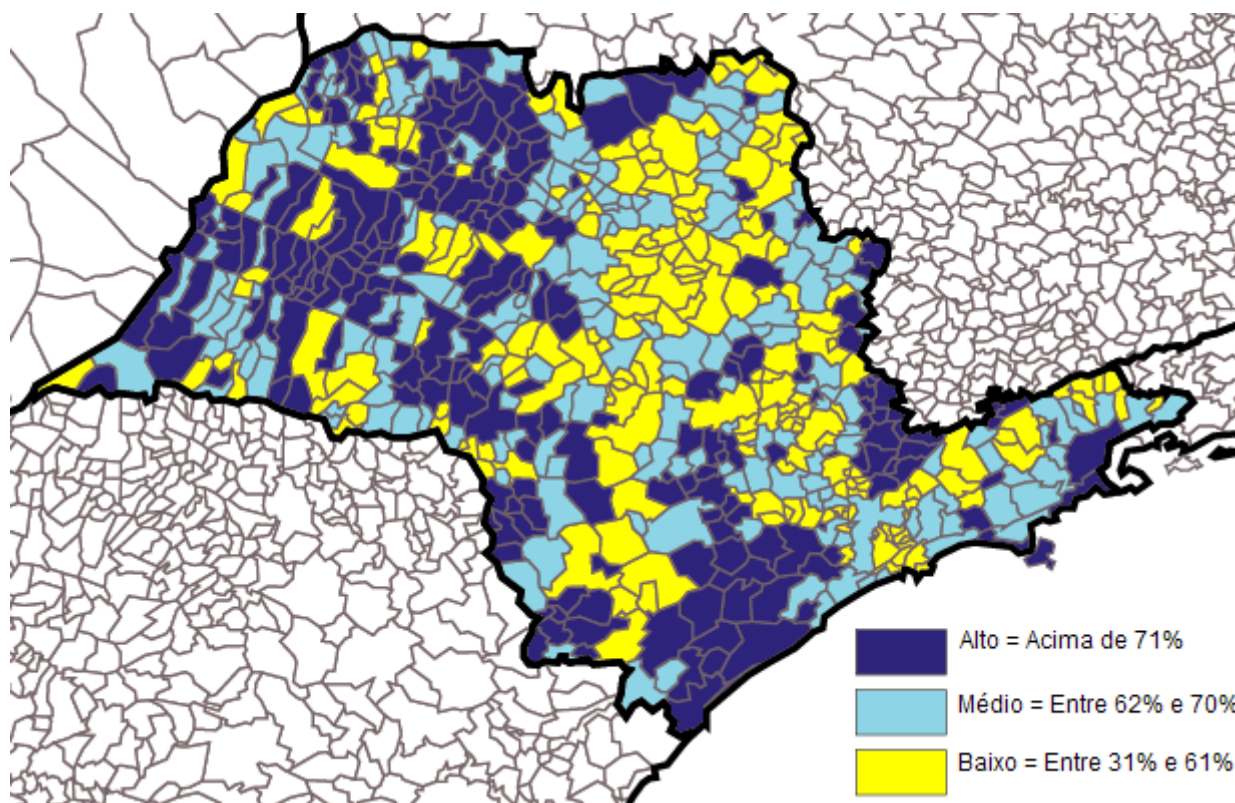 Alto = Acima de 71%
Médio = Entre 62% e 70%
Baixo = Entre 31% e 61%